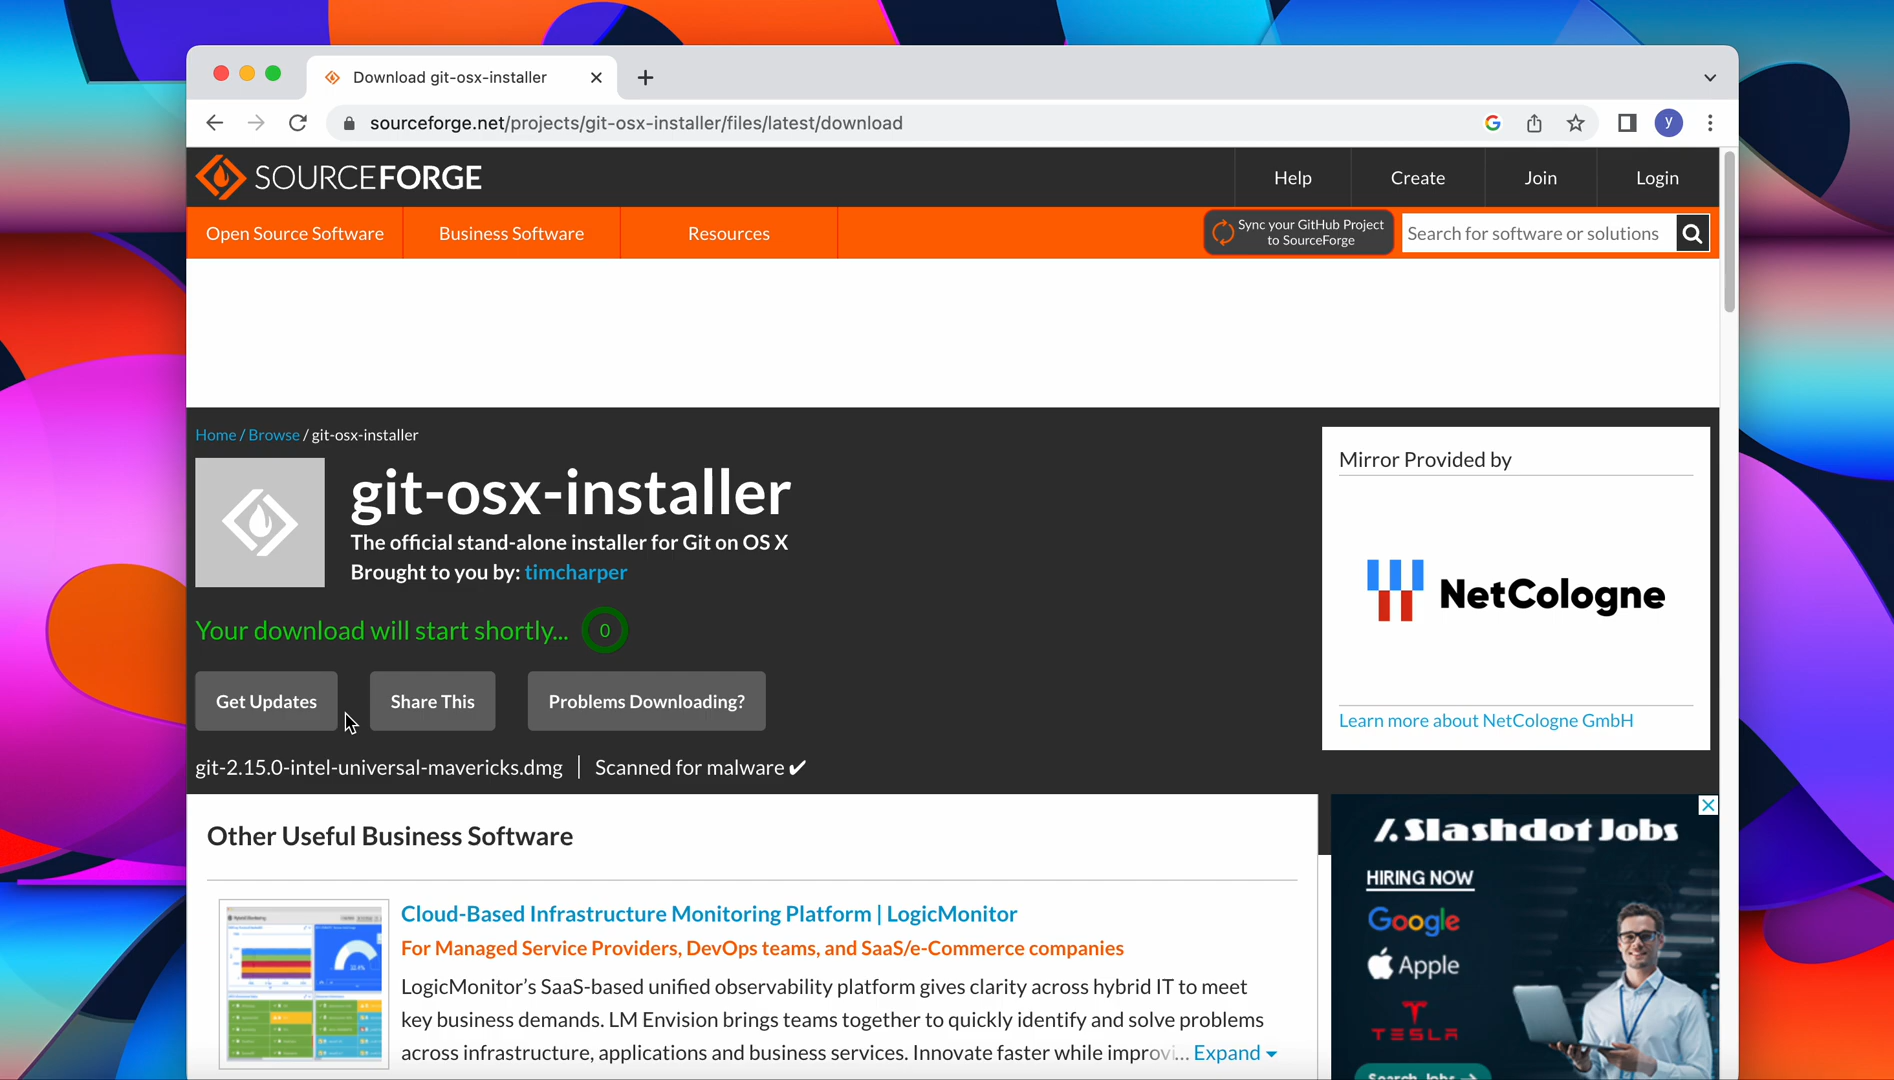 Download git-osx-installer
sourceforge.net/projects/git-osx-installer/files/latest/download
y
SOURCEFORGE
Help
Create
Join
Login
Open Source Software
Business Software
Resources
Sync your GitHub Project
to SourceForge
Search for software or solutions
Home / Browse / git-osx-installer
git-osx-installer
The official stand-alone installer for Git on OS X
Brought to you by: timcharper
Your download will start shortly... 0
Get Updates
Share This
Problems Downloading?
git-2.15.0-intel-universal-mavericks.dmg | Scanned for malware ✔
Mirror Provided by
NetCologne
Learn more about NetCologne GmbH
Other Useful Business Software
Cloud-Based Infrastructure Monitoring Platform | LogicMonitor
For Managed Service Providers, DevOps teams, and SaaS/e-Commerce companies
LogicMonitor's SaaS-based unified observability platform gives clarity across hybrid IT to meet
key business demands. LM Envision brings teams together to quickly identify and solve problems
across infrastructure, applications and business services. Innovate faster while improvi... Expand
/. Slashdot Jobs
HIRING NOW
Google
Apple
TESLA
Search Jobs →